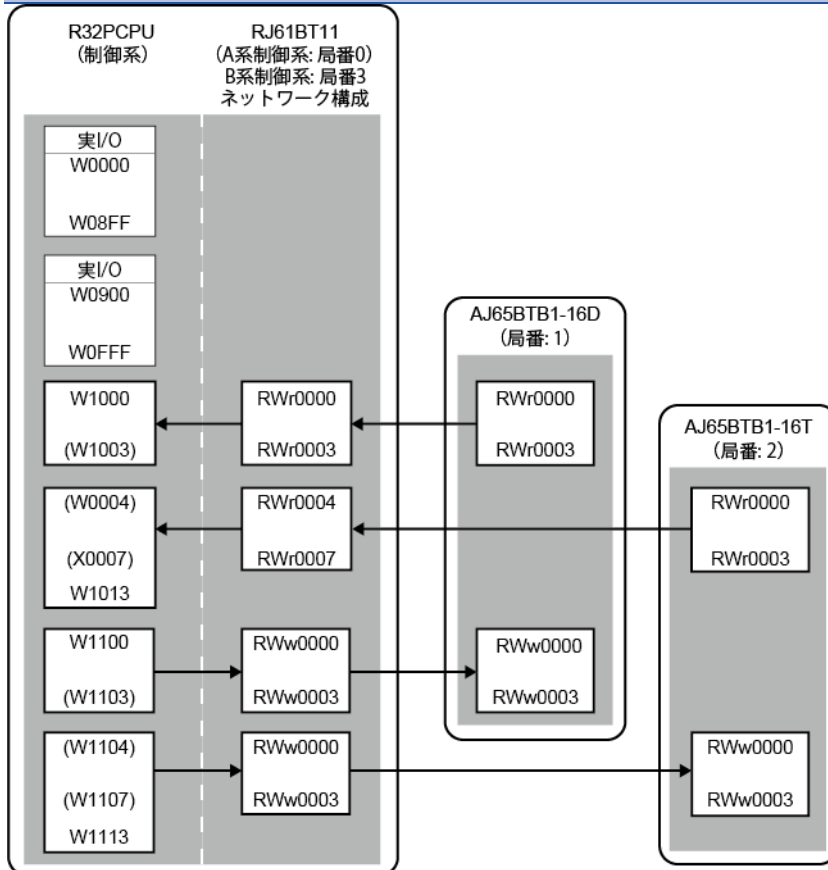 R32PCPU
（制御系）
RJ61BT11
(A系制御系: 局番0)
B系制御系: 局番3
ネットワーク構成
実I/O
W0000
W08FF
実I/O
W0900
W0FFF
W1000
(W1003)
RWr0000
RWr0003
(W0004)
(X0007)
W1013
RWr0004
RWr0007
W1100
(W1103)
RWw0000
RWw0003
(W1104)
(W1107)
W1113
RWw0000
RWw0003
AJ65BTB1-16D
（局番: 1）
RWr0000
RWr0003
RWw0000
RWw0003
AJ65BTB1-16T
（局番: 2）
RWr0000
RWr0003
RWw0000
RWw0003